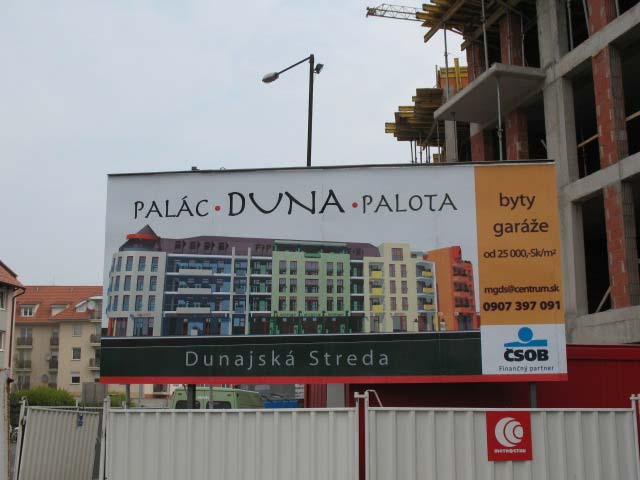 PALÁC • DUNA • PALOTA
byty
garáže
od 25 000,-Sk/m²
mgds@centrum.sk
0907 397 091
ČSOB
Finančný partner
Dunajská Streda
METROSTAV